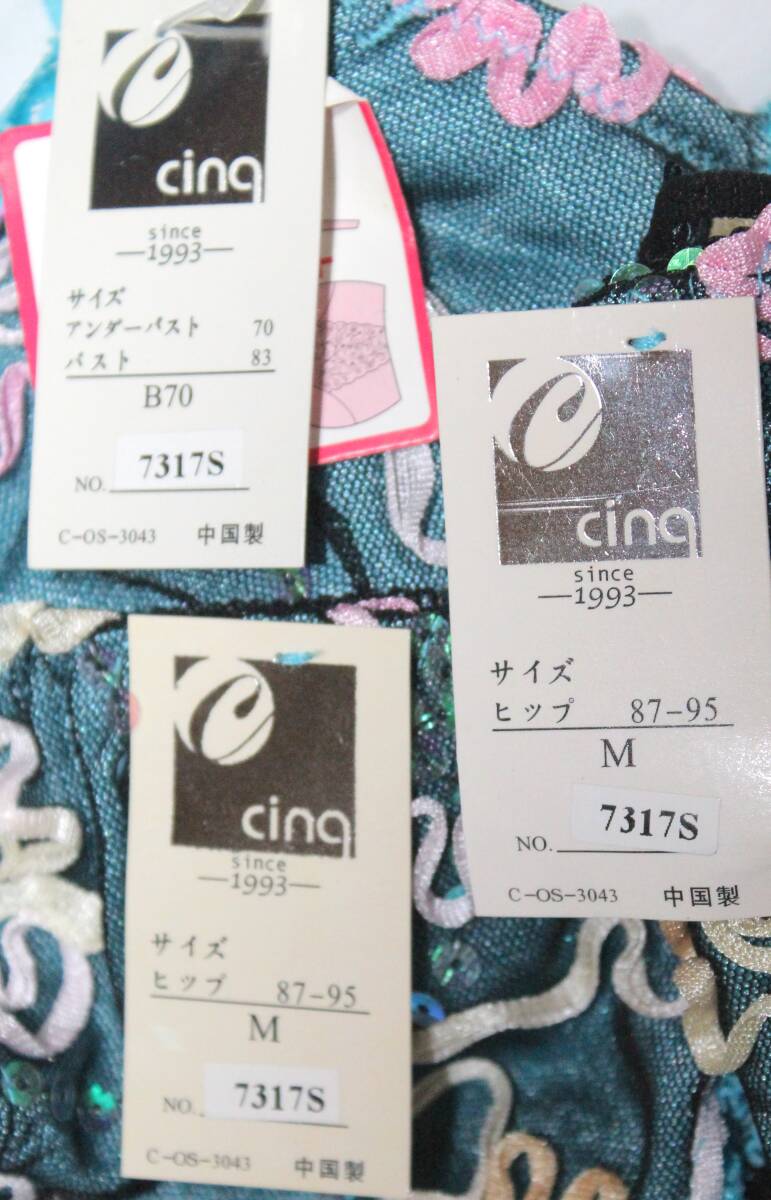 cinq
since
—1993—
サイズ
アンダーバスト 70
バスト 83
B70
NO. 7317S
C-OS-3043 中国製
cinq
since
—1993—
サイズ
ヒップ 87-95
M
NO. 7317S
C-OS-3043 中国製
cinq
since
—1993—
サイズ
ヒップ 87-95
M
NO. 7317S
C-OS-3043 中国製